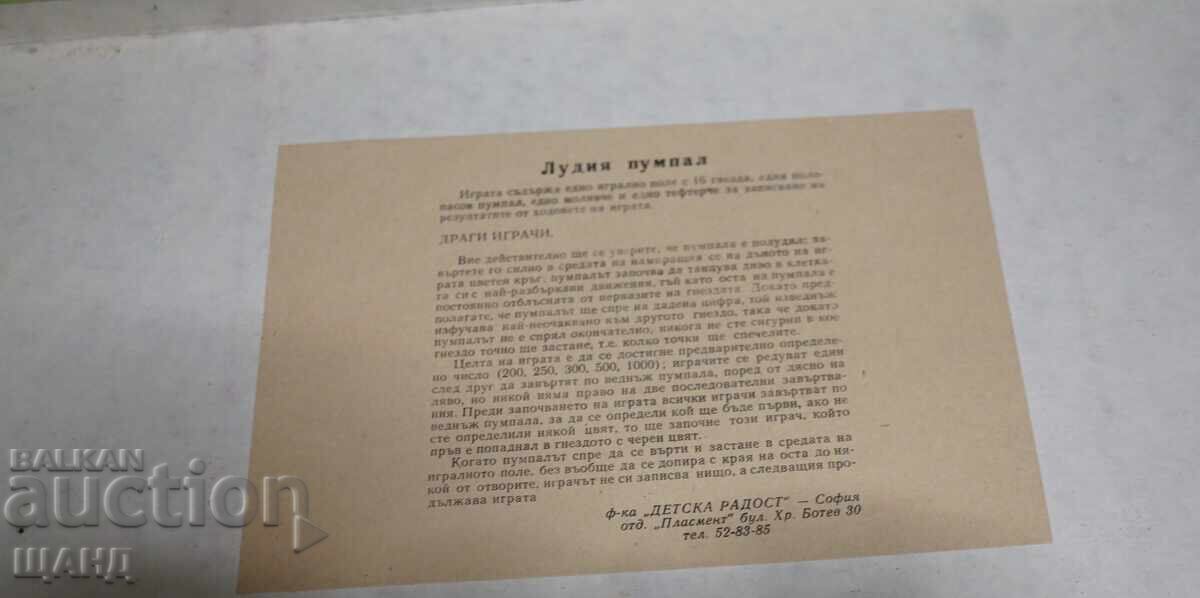 Лудия пумпал
Играта съдържа едно игрално поле с 16 гнезда, един полу-
пасов пумпал, едно моливче и едно тефтерче за записване на
резултатите от ходовете на играта.
ДРАГИ ИГРАЧИ,
Вие действително ще се уверите, че пумпала е полудял: за-
въртете го силно в средата на намиращия се на дъното на иг-
рата цветен кръг, пумпалът започва да танцува диво в клетка-
та си с най-разбъркани движения, тъй като оста на пумпала е
постоянно отблъсната от первазите на гнездата. Докато пред-
полагате, че пумпалът ще спре на дадена цифра, той изведнъж
изфучава най-неочаквано към другото гнездо, така че докато
пумпалът не е спрял окончателно, никога не сте сигурни в кое
гнездо точно ще застане, т.е. колко точки ще спечелите.
Целта на играта е да се достигне предварително определе-
но число (200, 250, 300, 500, 1000); играчите се редуват един
след друг да завъртят по веднъж пумпала, поред от дясно на
ляво, но никой няма право на две последователни завъртва-
ния. Преди започването на играта всички играчи завъртват по
веднъж пумпала, за да се определи кой ще бъде първи, ако не
сте определили някой цвят, то ще започне този играч, който
пръв е попаднал в гнездото с черен цвят.
Когато пумпалът спре да се върти и застане в средата на
игралното поле, без въобще да се допира с края на оста до ня-
кой от отворите, играчът не си записва нищо, а следващия про-
дължава играта
ф-ка „ДЕТСКА РАДОСТ" — София
отд. „Пласмент" бул. Хр. Ботев 30
тел. 52-83-85
BALKAN
auction
ЩАНД